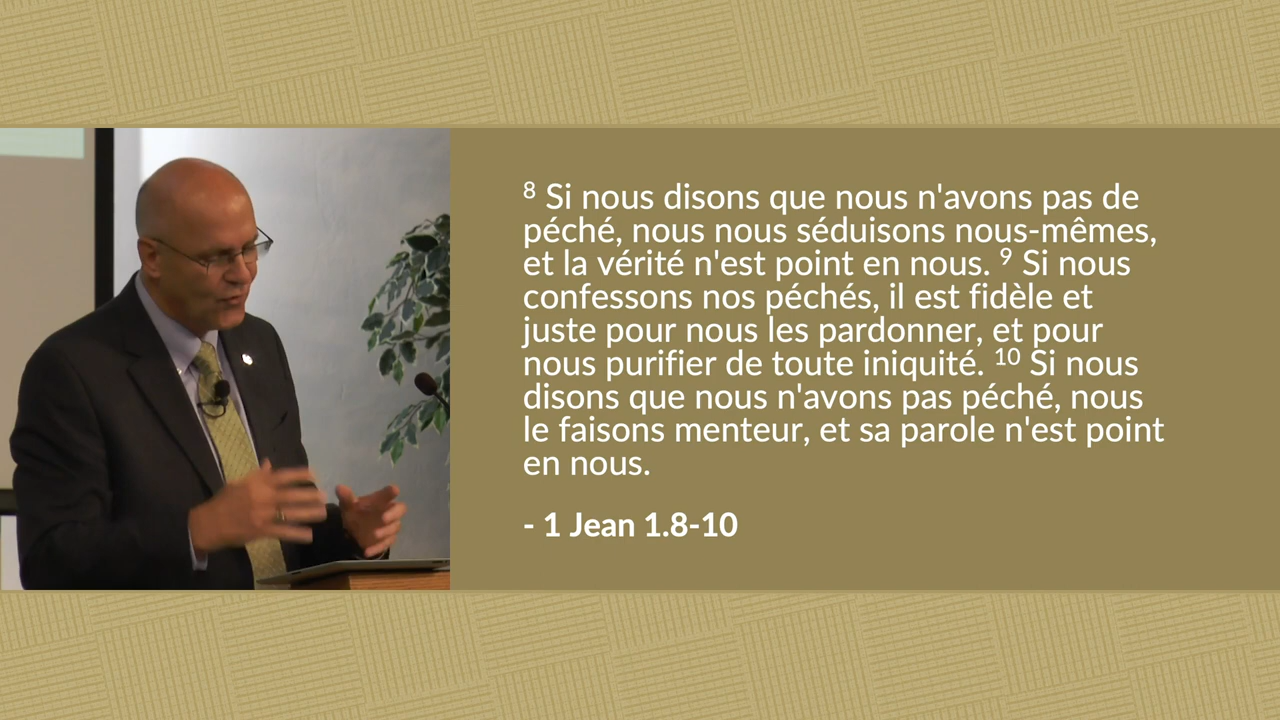 ⁸ Si nous disons que nous n'avons pas de
péché, nous nous séduisons nous-mêmes,
et la vérité n'est point en nous. ⁹ Si nous
confessons nos péchés, il est fidèle et
juste pour nous les pardonner, et pour
nous purifier de toute iniquité. ¹⁰ Si nous
disons que nous n'avons pas péché, nous
le faisons menteur, et sa parole n'est point
en nous.
- 1 Jean 1.8-10